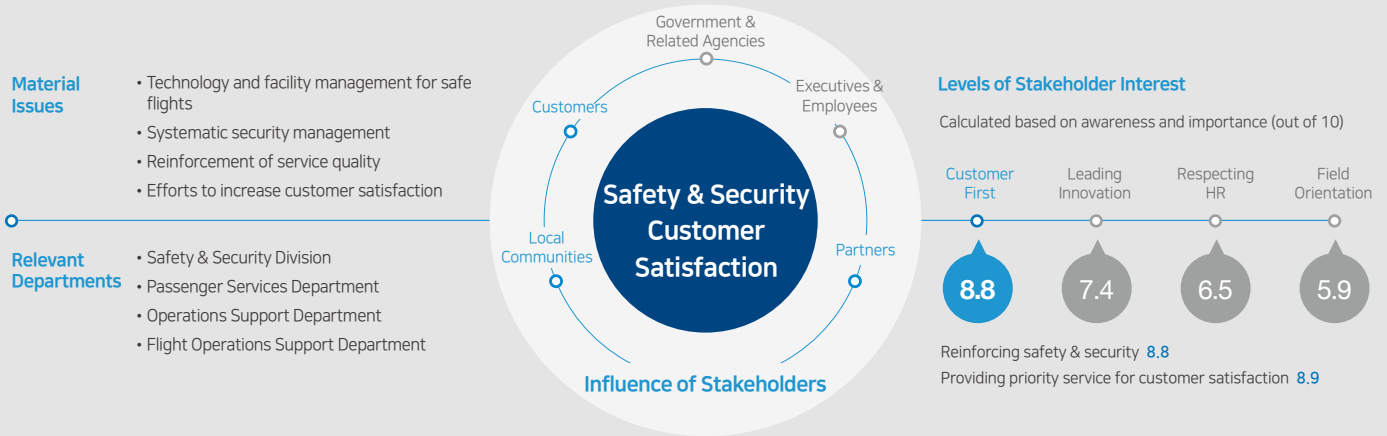 Material
Issues
• Technology and facility management for safe
flights
• Systematic security management
• Reinforcement of service quality
• Efforts to increase customer satisfaction
Relevant
Departments
• Safety & Security Division
• Passenger Services Department
• Operations Support Department
• Flight Operations Support Department
Government &
Related Agencies
Customers
Executives &
Employees
Safety & Security
Customer
Satisfaction
Local
Communities
Partners
Influence of Stakeholders
Levels of Stakeholder Interest
Calculated based on awareness and importance (out of 10)
Customer
First
Leading
Innovation
Respecting
HR
Field
Orientation
8.8
7.4
6.5
5.9
Reinforcing safety & security 8.8
Providing priority service for customer satisfaction 8.9